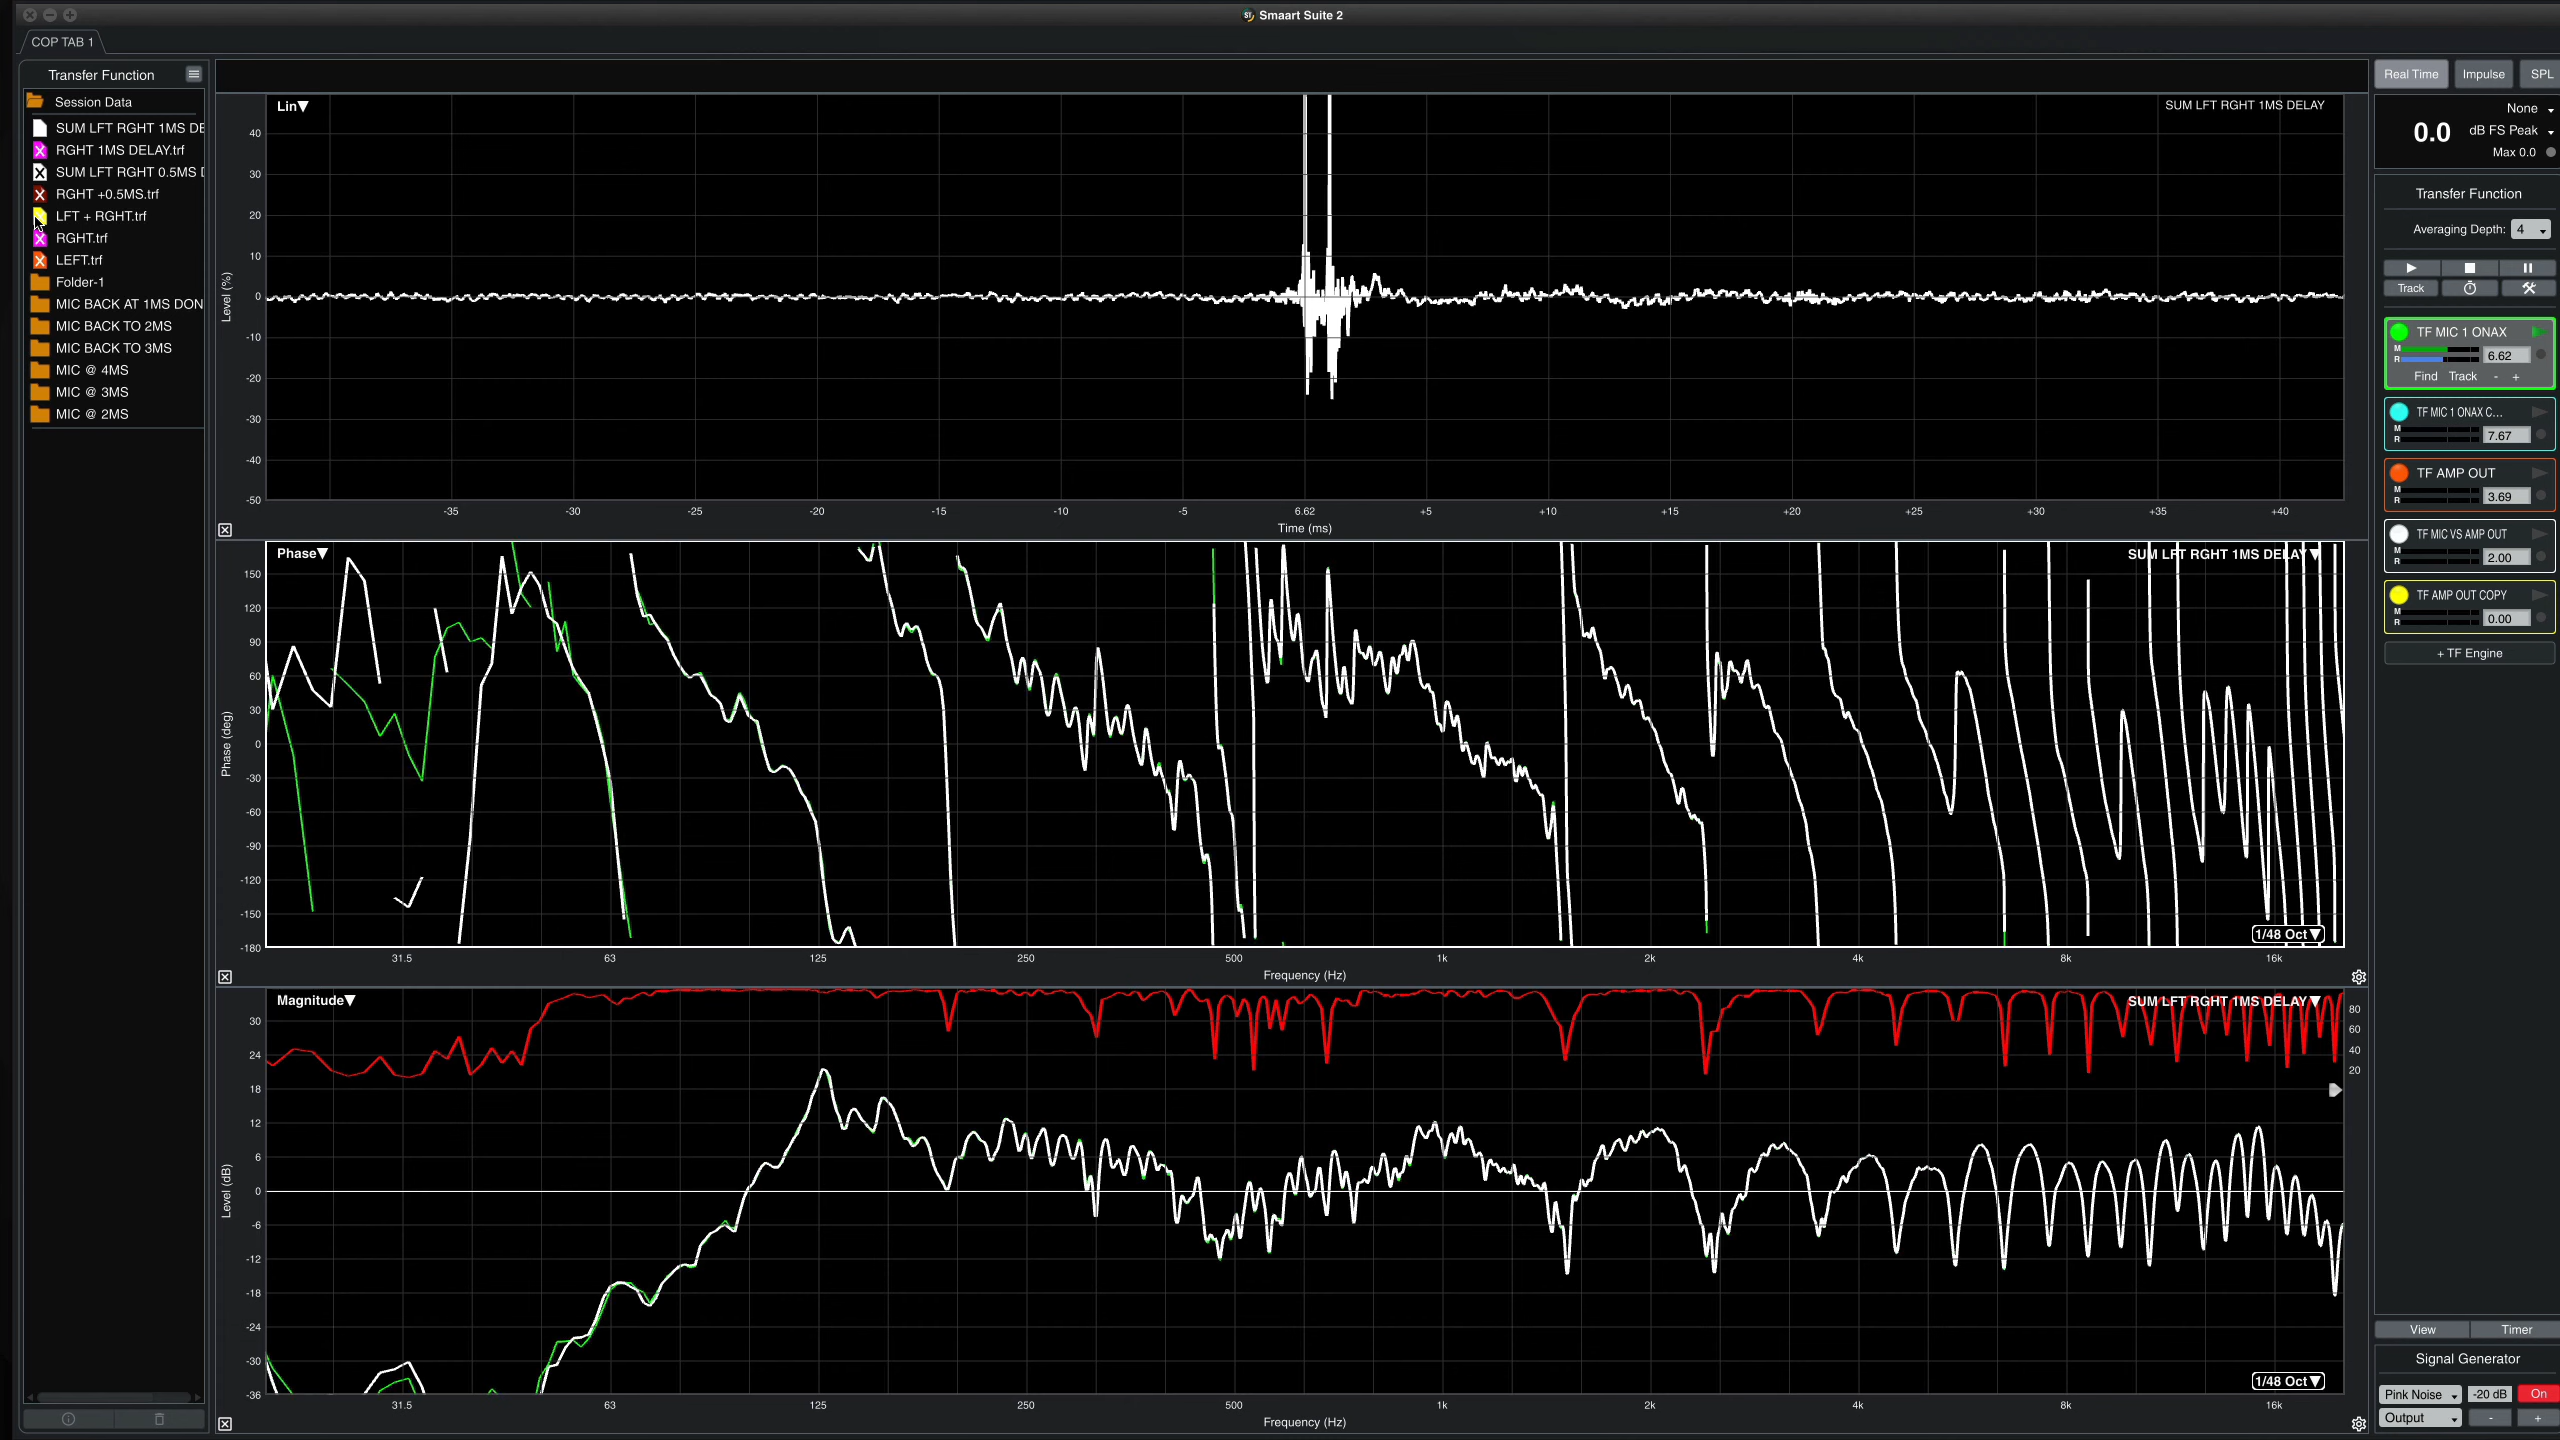 Smaart Suite 2
COP TAB 1
Transfer Function
Session Data
SUM LFT RGHT 1MS DE
RGHT 1MS DELAY.trf
SUM LFT RGHT 0.5MS D
RGHT +0.5MS.trf
LFT + RGHT.trf
RGHT.trf
LEFT.trf
Folder-1
MIC BACK AT 1MS DON
MIC BACK TO 2MS
MIC BACK TO 3MS
MIC @ 4MS
MIC @ 3MS
MIC @ 2MS
Lin▼
SUM LFT RGHT 1MS DELAY
40
30
20
10
0
-10
-20
-30
-40
-50
Level (%)
-35 -30 -25 -20 -15 -10 -5 6.62 +5 +10 +15 +20 +25 +30 +35 +40
Time (ms)
Phase▼
SUM LFT RGHT 1MS DELAY ▼
150
120
90
60
30
0
-30
-60
-90
-120
-150
-180
Phase (deg)
1/48 Oct▼
31.5 63 125 250 500 1k 2k 4k 8k 16k
Frequency (Hz)
Magnitude▼
SUM LFT RGHT 1MS DELAY ▼
30
24
18
12
6
0
-6
-12
-18
-24
-30
-36
Level (dB)
80
60
40
20
1/48 Oct▼
31.5 63 125 250 500 1k 2k 4k 8k 16k
Frequency (Hz)
Real Time Impulse SPL
None
0.0 dB FS Peak
Max 0.0
Transfer Function
Averaging Depth: 4
Track
TF MIC 1 ONAX
M
R 6.62
Find Track - +
TF MIC 1 ONAX C...
M
R 7.67
TF AMP OUT
M
R 3.69
TF MIC VS AMP OUT
M
R 2.00
TF AMP OUT COPY
M
R 0.00
+ TF Engine
View Timer
Signal Generator
Pink Noise -20 dB On
Output - +